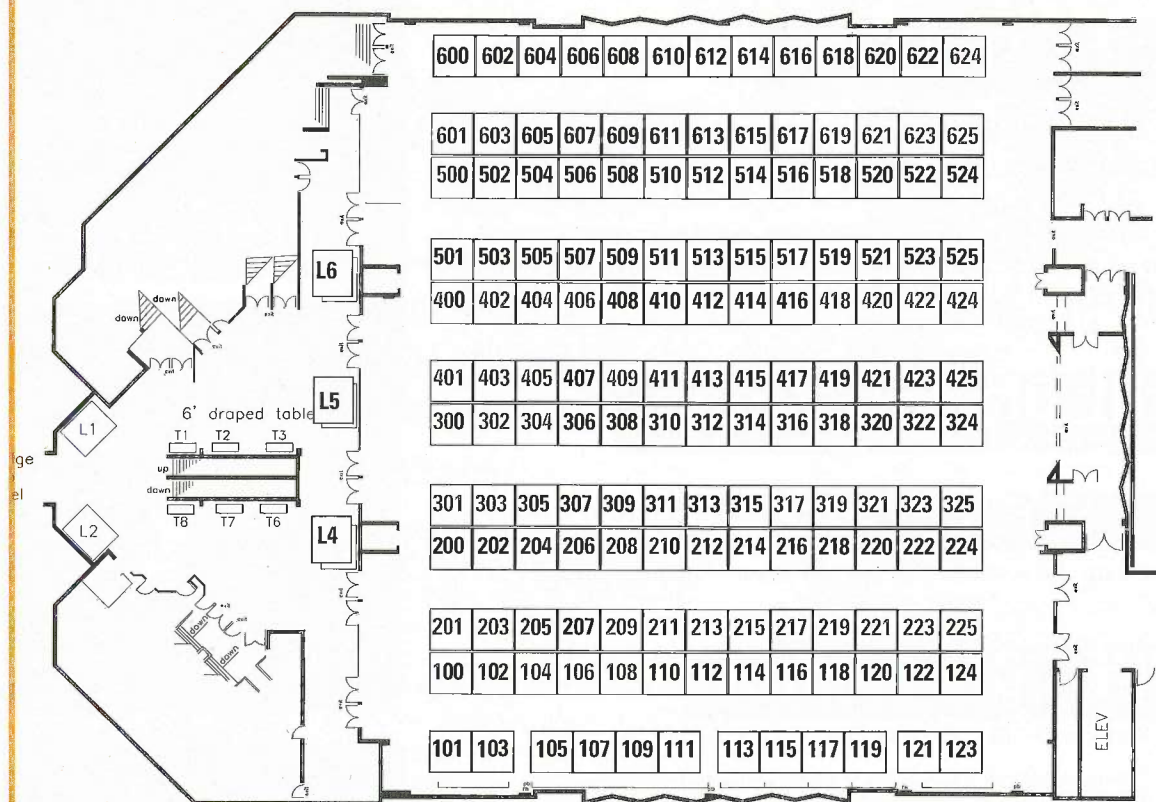 600 602 604 606 608 610 612 614 616 618 620 622 624
601 603 605 607 609 611 613 615 617 619 621 623 625
500 502 504 506 508 510 512 514 516 518 520 522 524
L6
501 503 505 507 509 511 513 515 517 519 521 523 525
400 402 404 406 408 410 412 414 416 418 420 422 424
down
down
L5
401 403 405 407 409 411 413 415 417 419 421 423 425
300 302 304 306 308 310 312 314 316 318 320 322 324
6' draped table
L1
T1 T2 T3
ge
up
el
down
T8 T7 T6
L2
L4
301 303 305 307 309 311 313 315 317 319 321 323 325
200 202 204 206 208 210 212 214 216 218 220 222 224
down
down
201 203 205 207 209 211 213 215 217 219 221 223 225
100 102 104 106 108 110 112 114 116 118 120 122 124
ELEV
101 103 105 107 109 111 113 115 117 119 121 123